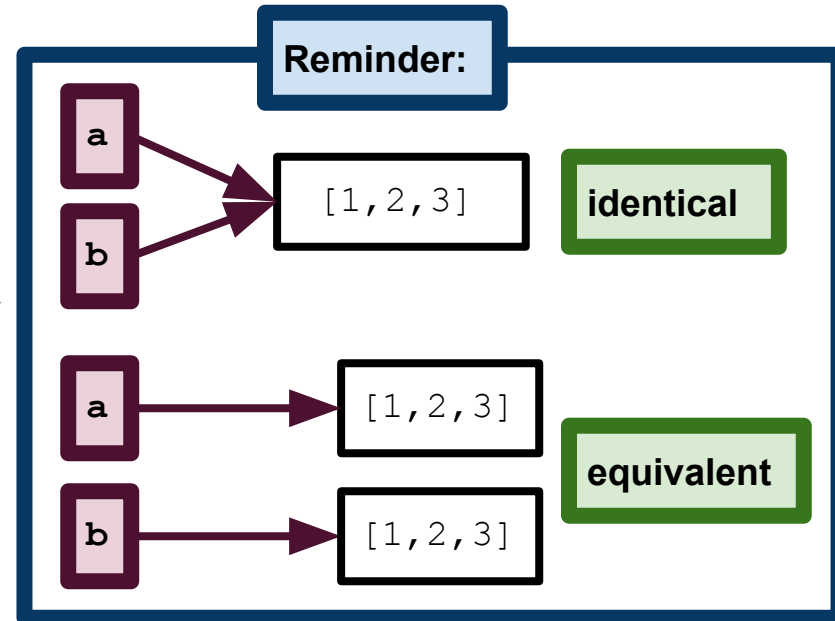 Reminder:
a
[1,2,3]
identical
b
a
[1,2,3]
equivalent
b
[1,2,3]